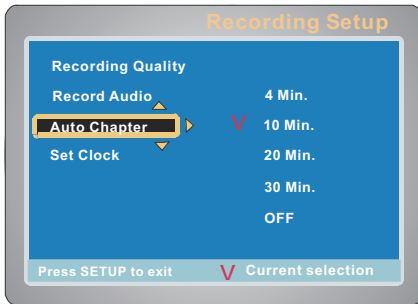 Recording Setup
Recording Quality
Record Audio
4 Min.
Auto Chapter
V 10 Min.
Set Clock
20 Min.
30 Min.
OFF
Press SETUP to exit
V Current selection